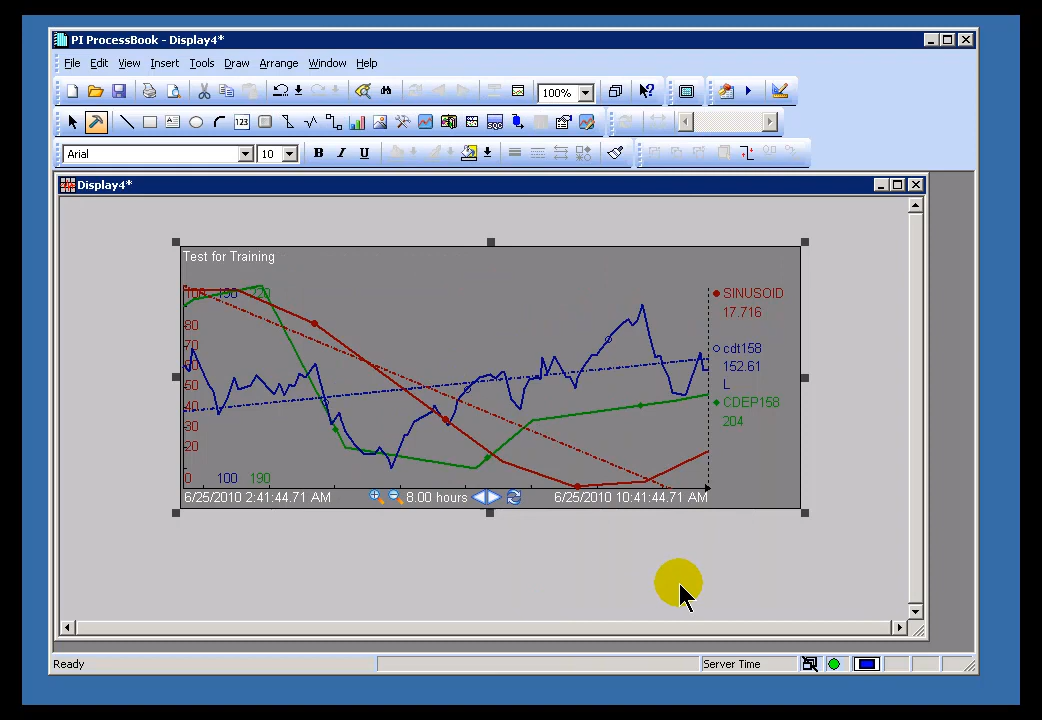 PI ProcessBook - Display4*
File Edit View Insert Tools Draw Arrange Window Help
100%
123 SQC
Arial 10 B I U
Display4*
Test for Training
100 190 220
80
70
60
50
40
30
20
0 100 190
SINUSOID
17.716
cdt158
152.61
L
CDEP158
204
6/25/2010 2:41:44.71 AM 8.00 hours 6/25/2010 10:41:44.71 AM
Ready Server Time